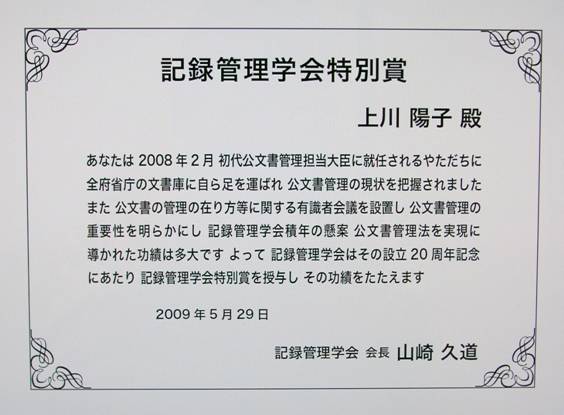 記録管理学会特別賞
上川 陽子 殿
あなたは 2008 年 2 月 初代公文書管理担当大臣に就任されるやただちに
全府省庁の文書庫に自ら足を運ばれ 公文書管理の現状を把握されました
また 公文書の管理の在り方等に関する有識者会議を設置し 公文書管理の
重要性を明らかにし 記録管理学会積年の懸案 公文書管理法を実現に
導かれた功績は多大です よって 記録管理学会はその設立 20 周年記念
にあたり 記録管理学会特別賞を授与し その功績をたたえます
2009 年 5 月 29 日
記録管理学会 会長 山崎 久道